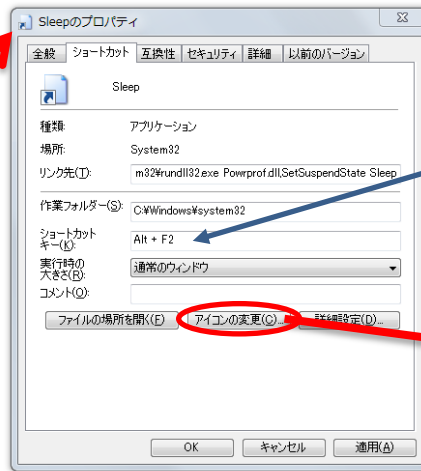 Sleepのプロパティ
全般 ショートカット 互換性 セキュリティ 詳細 以前のバージョン
Sleep
種類: アプリケーション
場所: System32
リンク先(T): m32¥rundll32.exe Powrprof.dll,SetSuspendState Sleep
作業フォルダー(S): C:¥Windows¥system32
ショートカット
キー(K): Alt + F2
実行時の
大きさ(R): 通常のウィンドウ
コメント(O):
ファイルの場所を開く(F) アイコンの変更(C)... 詳細設定(D)...
OK キャンセル 適用(A)